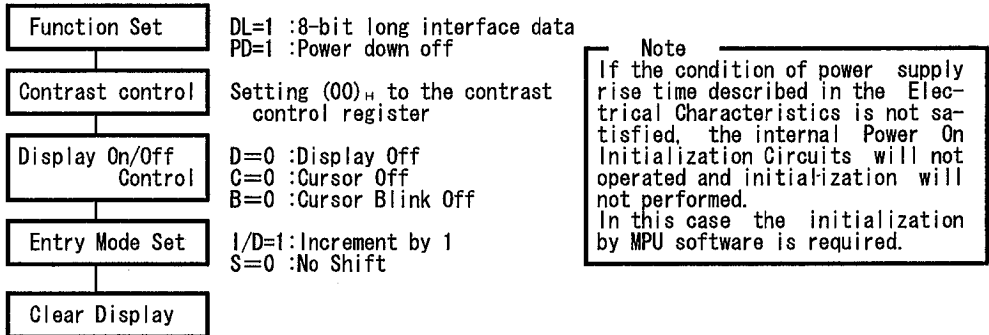 Function Set
DL=1 :8-bit long interface data
PD=1 :Power down off
Contrast control
Setting (00)H to the contrast
control register
Display On/Off
Control
D=0 :Display Off
C=0 :Cursor Off
B=0 :Cursor Blink Off
Entry Mode Set
I/D=1:Increment by 1
S=0 :No Shift
Clear Display
Note
If the condition of power supply
rise time described in the Elec-
trical Characteristics is not sa-
tisfied, the internal Power On
Initialization Circuits will not
operated and initialization will
not performed.
In this case the initialization
by MPU software is required.